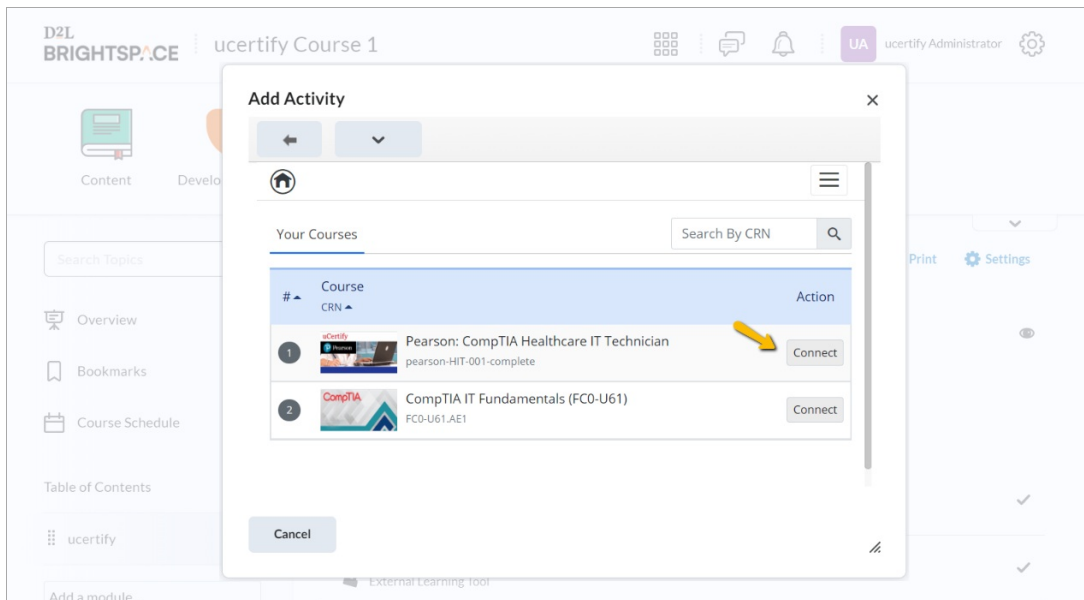 D2L
BRIGHTSPACE
ucertify Course 1
UA
ucertify Administrator
Add Activity
Content
Develo
Your Courses
Search By CRN
Search Topics
Print
Settings
#
Course
CRN
Action
Overview
1
uCertify
Pearson
Pearson: CompTIA Healthcare IT Technician
pearson-HIT-001-complete
Connect
Bookmarks
2
CompTIA
CompTIA IT Fundamentals (FC0-U61)
FC0-U61.AE1
Connect
Course Schedule
Table of Contents
ucertify
Cancel
External Learning Tool
Add a module